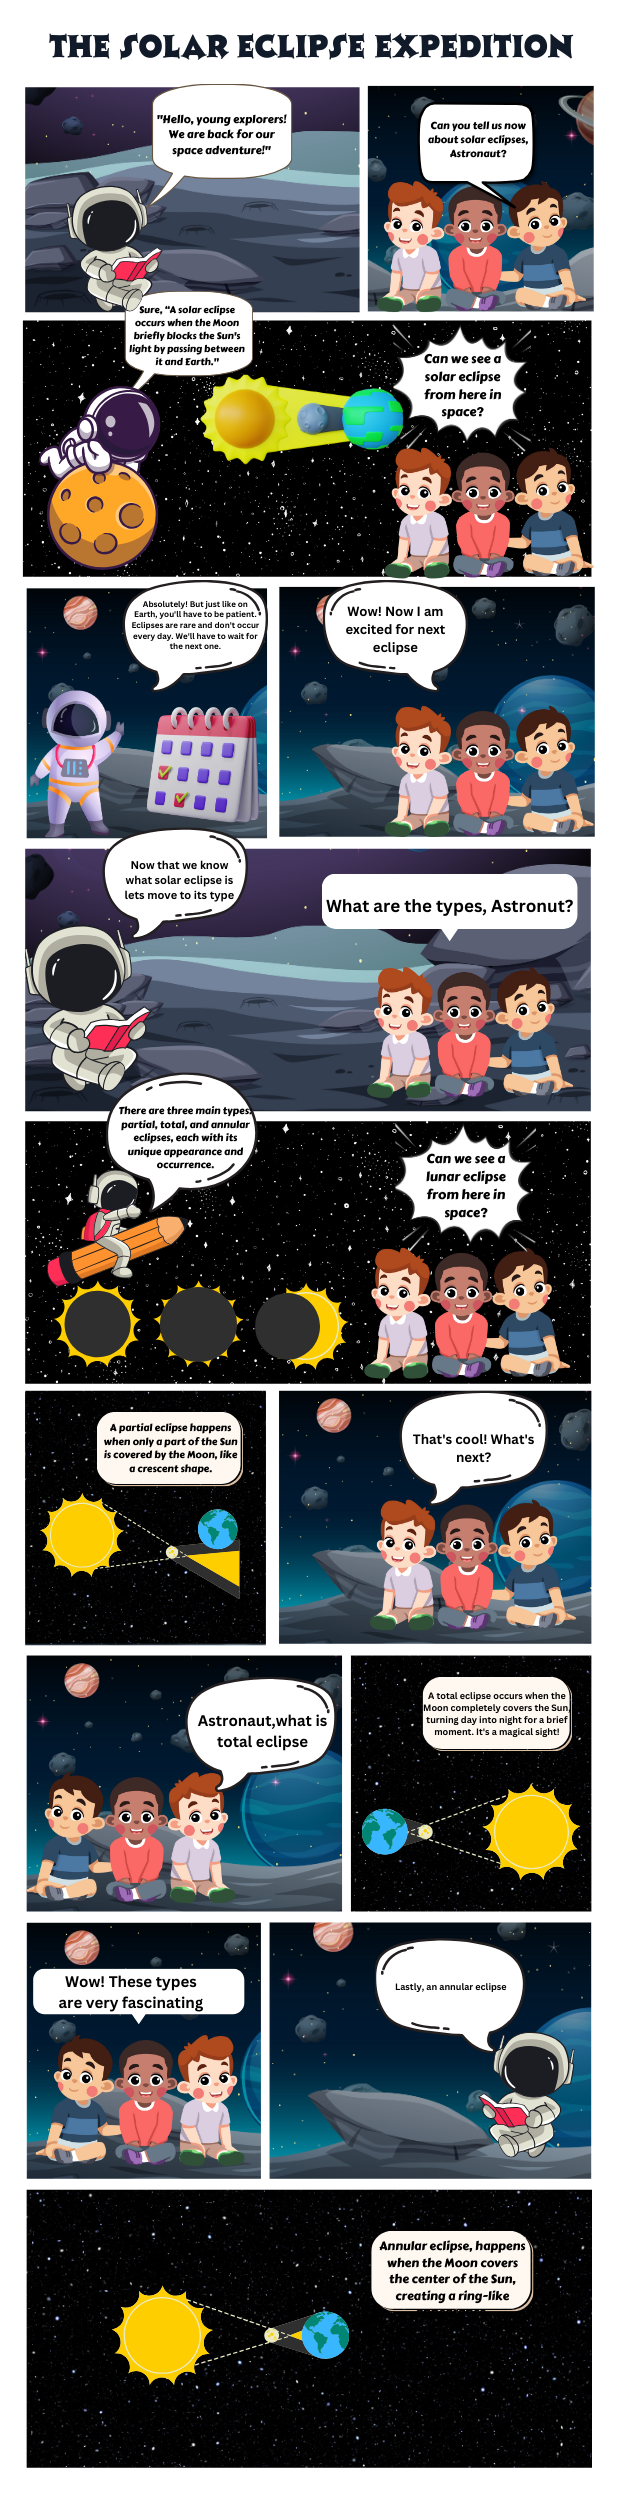 THE SOLAR ECLIPSE EXPEDITION
"Hello, young explorers!
We are back for our
space adventure!"
Can you tell us now
about solar eclipses,
Astronaut?
Sure, "A solar eclipse
occurs when the Moon
briefly blocks the Sun's
light by passing between
it and Earth."
Can we see a
solar eclipse
from here in
space?
Absolutely! But just like on
Earth, you'll have to be patient.
Eclipses are rare and don't occur
every day. We'll have to wait for
the next one.
Wow! Now I am
excited for next
eclipse
Now that we know
what solar eclipse is
lets move to its type
What are the types, Astronut?
There are three main types:
partial, total, and annular
eclipses, each with its
unique appearance and
occurrence.
Can we see a
lunar eclipse
from here in
space?
A partial eclipse happens
when only a part of the Sun
is covered by the Moon, like
a crescent shape.
That's cool! What's
next?
Astronaut,what is
total eclipse
A total eclipse occurs when the
Moon completely covers the Sun,
turning day into night for a brief
moment. It's a magical sight!
Wow! These types
are very fascinating
Lastly, an annular eclipse
Annular eclipse, happens
when the Moon covers
the center of the Sun,
creating a ring-like